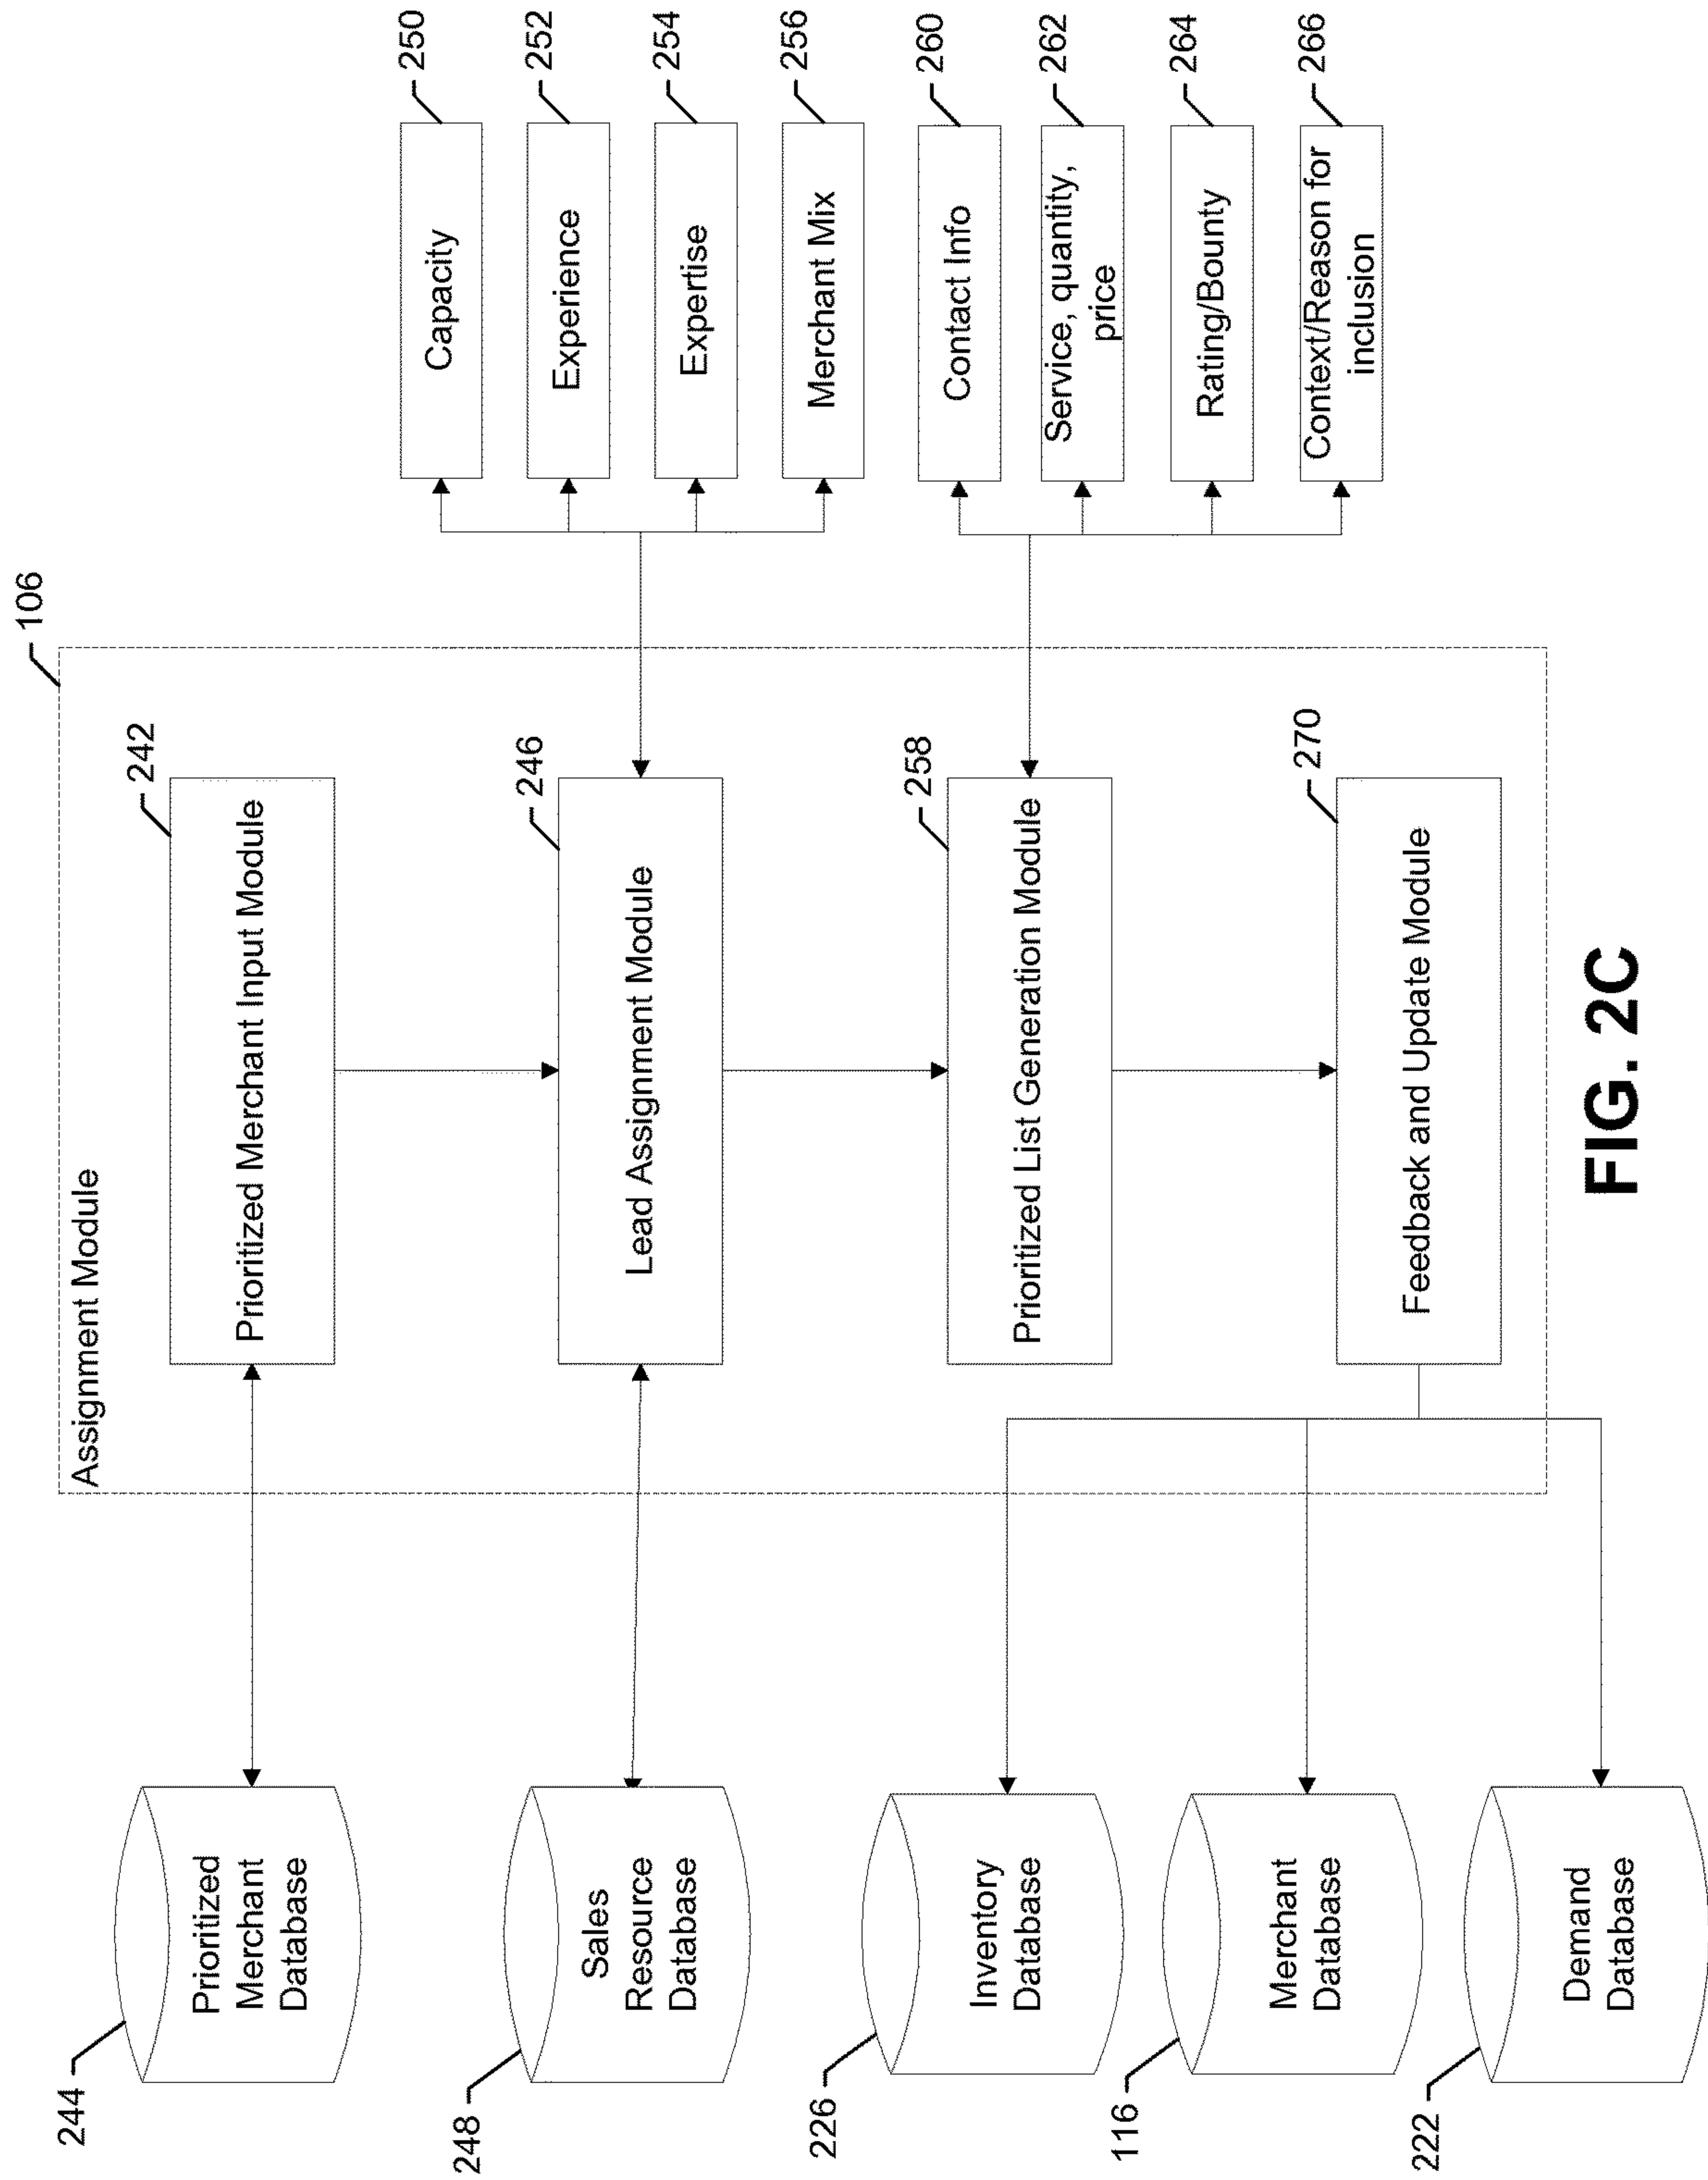 106
Assignment Module
244
Prioritized
Merchant
Database
242
Prioritized Merchant Input Module
250
Capacity
252
Experience
254
Expertise
256
Merchant Mix
248
Sales
Resource
Database
246
Lead Assignment Module
260
Contact Info
262
Service, quantity,
price
264
Rating/Bounty
266
Context/Reason for
inclusion
226
Inventory
Database
258
Prioritized List Generation Module
116
Merchant
Database
270
Feedback and Update Module
222
Demand
Database
FIG. 2C